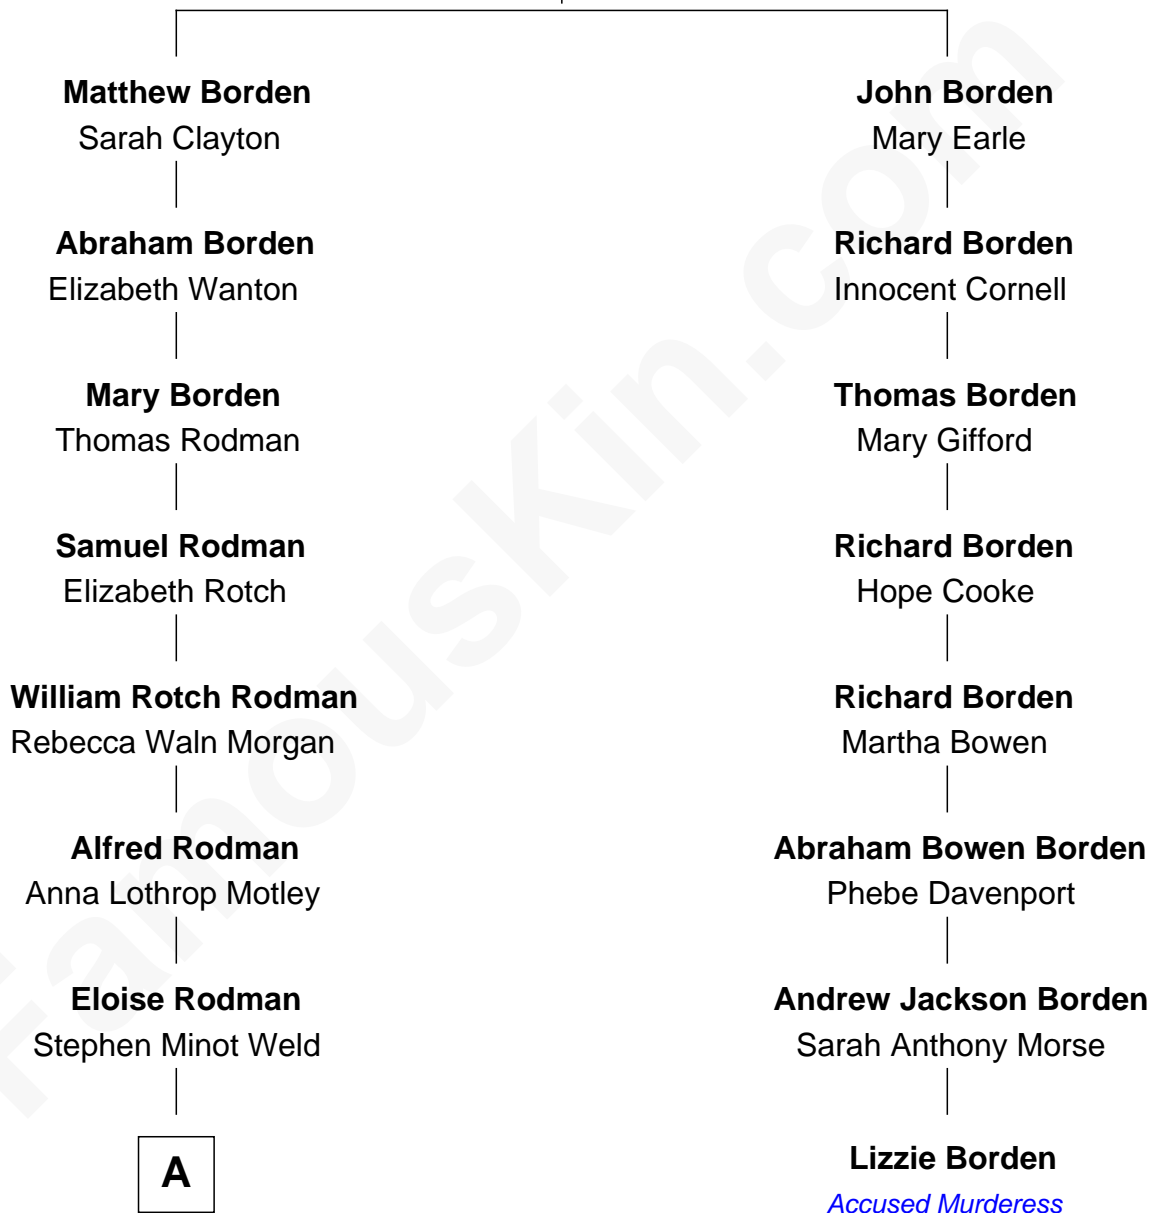 Matthew Borden
Sarah Clayton
Abraham Borden
Elizabeth Wanton
Mary Borden
Thomas Rodman
Samuel Rodman
Elizabeth Rotch
William Rotch Rodman
Rebecca Waln Morgan
Alfred Rodman
Anna Lothrop Motley
Eloise Rodman
Stephen Minot Weld
A
John Borden
Mary Earle
Richard Borden
Innocent Cornell
Thomas Borden
Mary Gifford
Richard Borden
Hope Cooke
Richard Borden
Martha Bowen
Abraham Bowen Borden
Phebe Davenport
Andrew Jackson Borden
Sarah Anthony Morse
Lizzie Borden
Accused Murderess
FamousKin.com